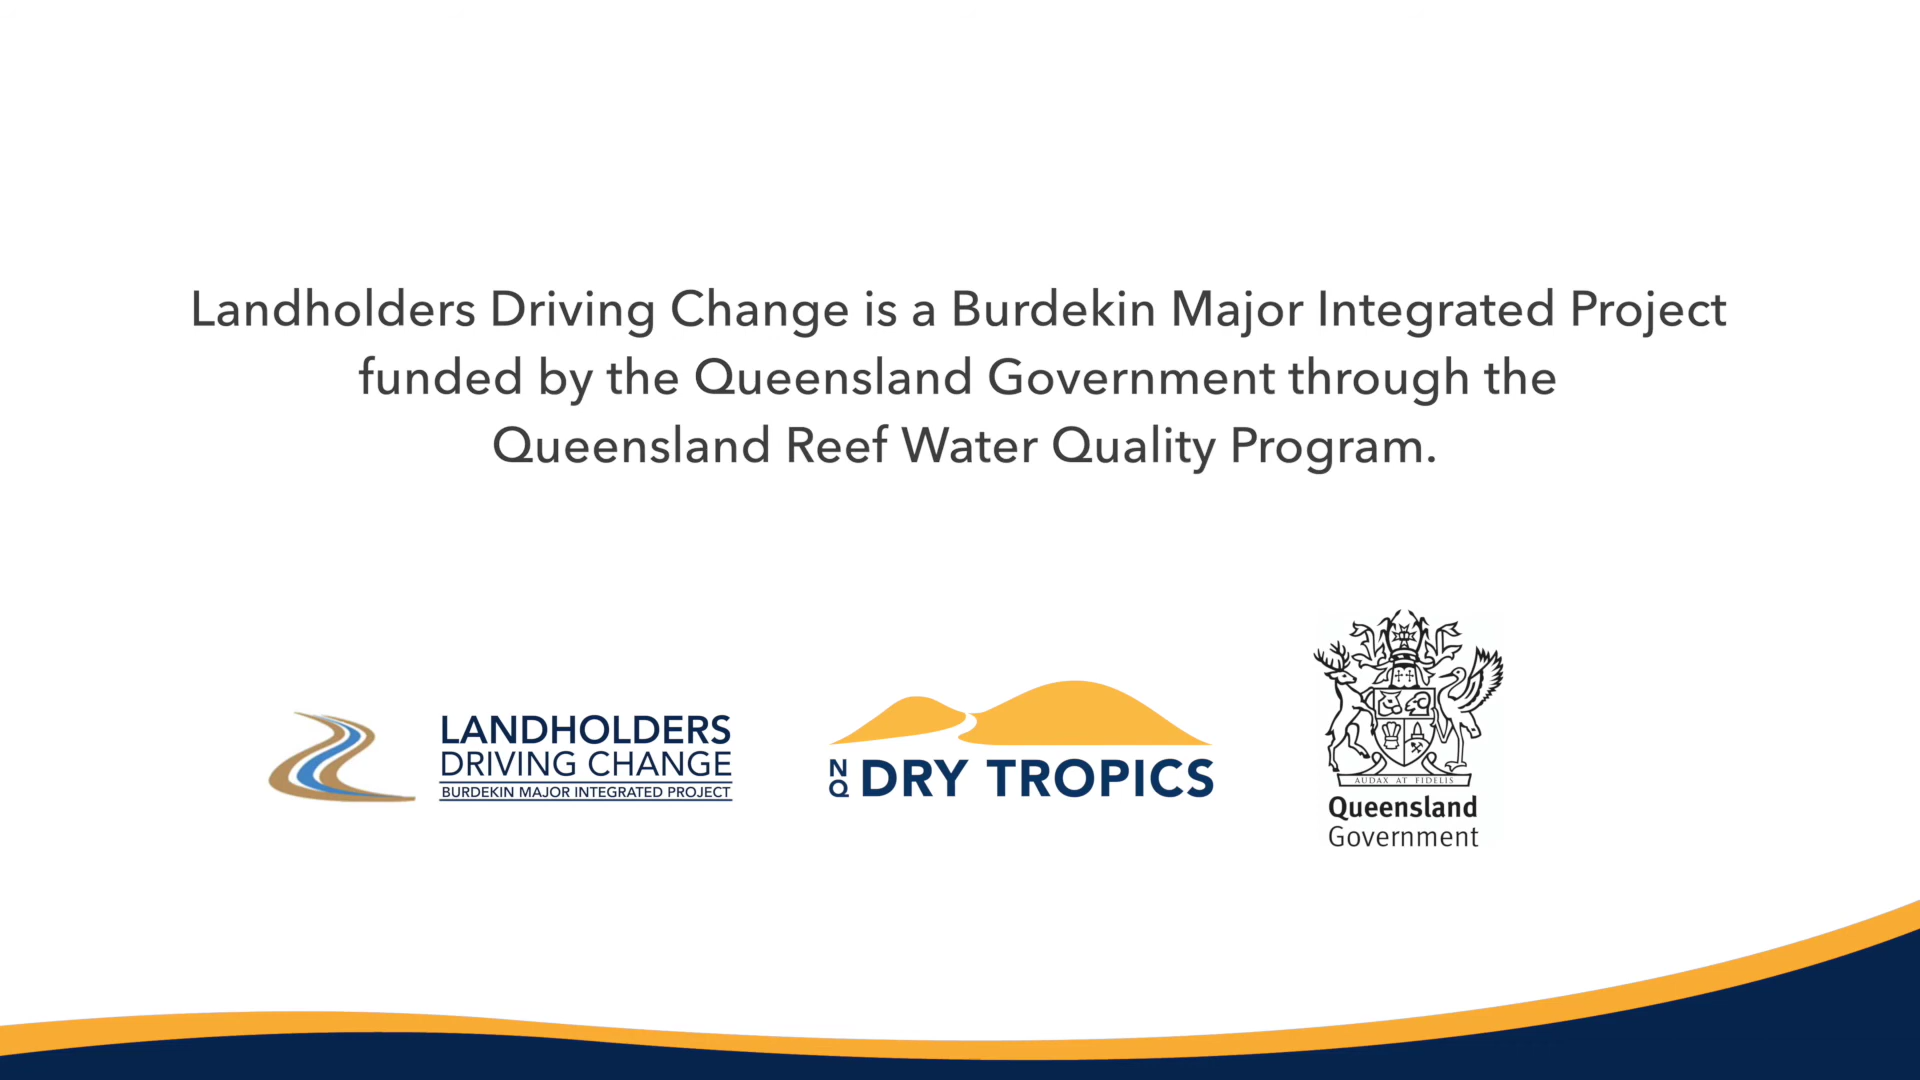 Landholders Driving Change is a Burdekin Major Integrated Project
funded by the Queensland Government through the
Queensland Reef Water Quality Program.
LANDHOLDERS
DRIVING CHANGE
BURDEKIN MAJOR INTEGRATED PROJECT
NQ DRY TROPICS
AUDAX AT FIDELIS
Queensland
Government